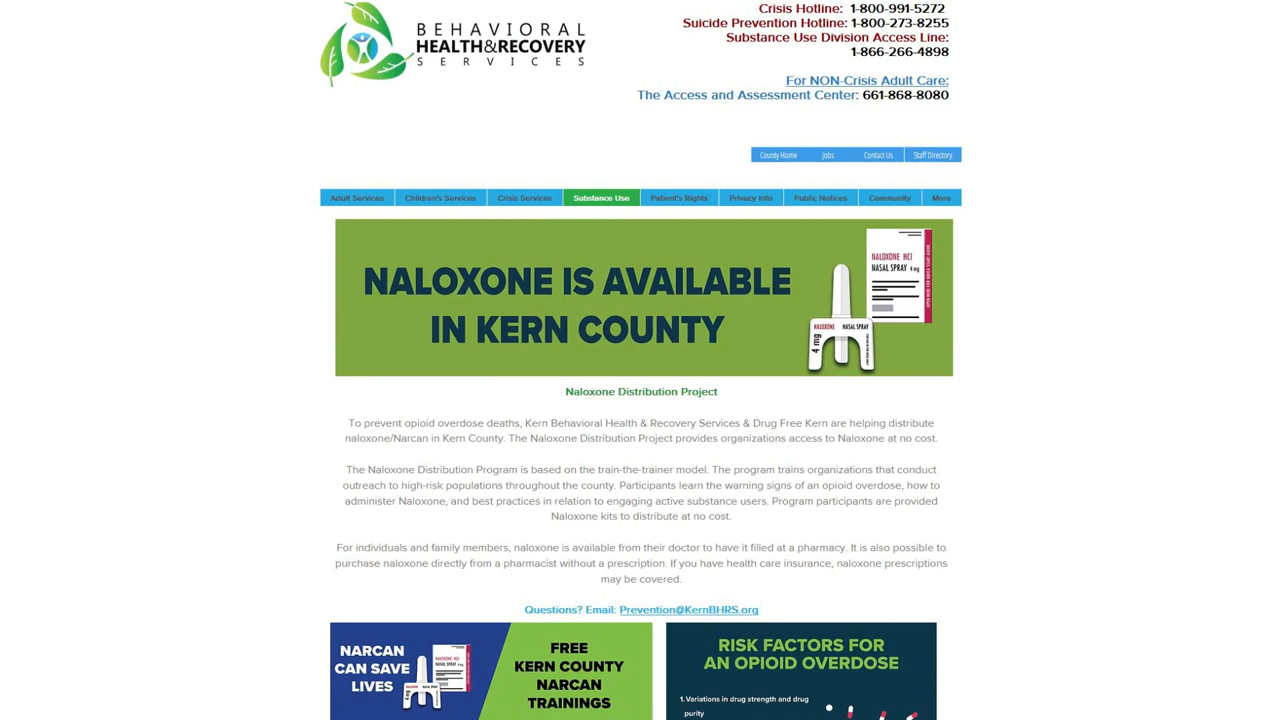 BEHAVIORAL
HEALTH&RECOVERY
SERVICES
Crisis Hotline: 1-800-991-5272
Suicide Prevention Hotline: 1-800-273-8255
Substance Use Division Access Line:
1-866-266-4898
For NON-Crisis Adult Care:
The Access and Assessment Center: 661-868-8080
County Home Jobs Contact Us Staff Directory
Adult Services Children's Services Crisis Services Substance Use Patient's Rights Privacy Info Public Notices Community More
NALOXONE IS AVAILABLE
IN KERN COUNTY
NALOXONE HCl
NASAL SPRAY 4 mg
NALOXONE NASAL SPRAY
4 mg
Naloxone Distribution Project
To prevent opioid overdose deaths, Kern Behavioral Health & Recovery Services & Drug Free Kern are helping distribute
naloxone/Narcan in Kern County. The Naloxone Distribution Project provides organizations access to Naloxone at no cost.
The Naloxone Distribution Program is based on the train-the-trainer model. The program trains organizations that conduct
outreach to high-risk populations throughout the county. Participants learn the warning signs of an opioid overdose, how to
administer Naloxone, and best practices in relation to engaging active substance users. Program participants are provided
Naloxone kits to distribute at no cost.
For individuals and family members, naloxone is available from their doctor to have it filled at a pharmacy. It is also possible to
purchase naloxone directly from a pharmacist without a prescription. If you have health care insurance, naloxone prescriptions
may be covered.
Questions? Email: Prevention@KernBHRS.org
NARCAN
CAN SAVE
LIVES
FREE
KERN COUNTY
NARCAN
TRAININGS
RISK FACTORS FOR
AN OPIOID OVERDOSE
1. Variations in drug strength and drug
purity